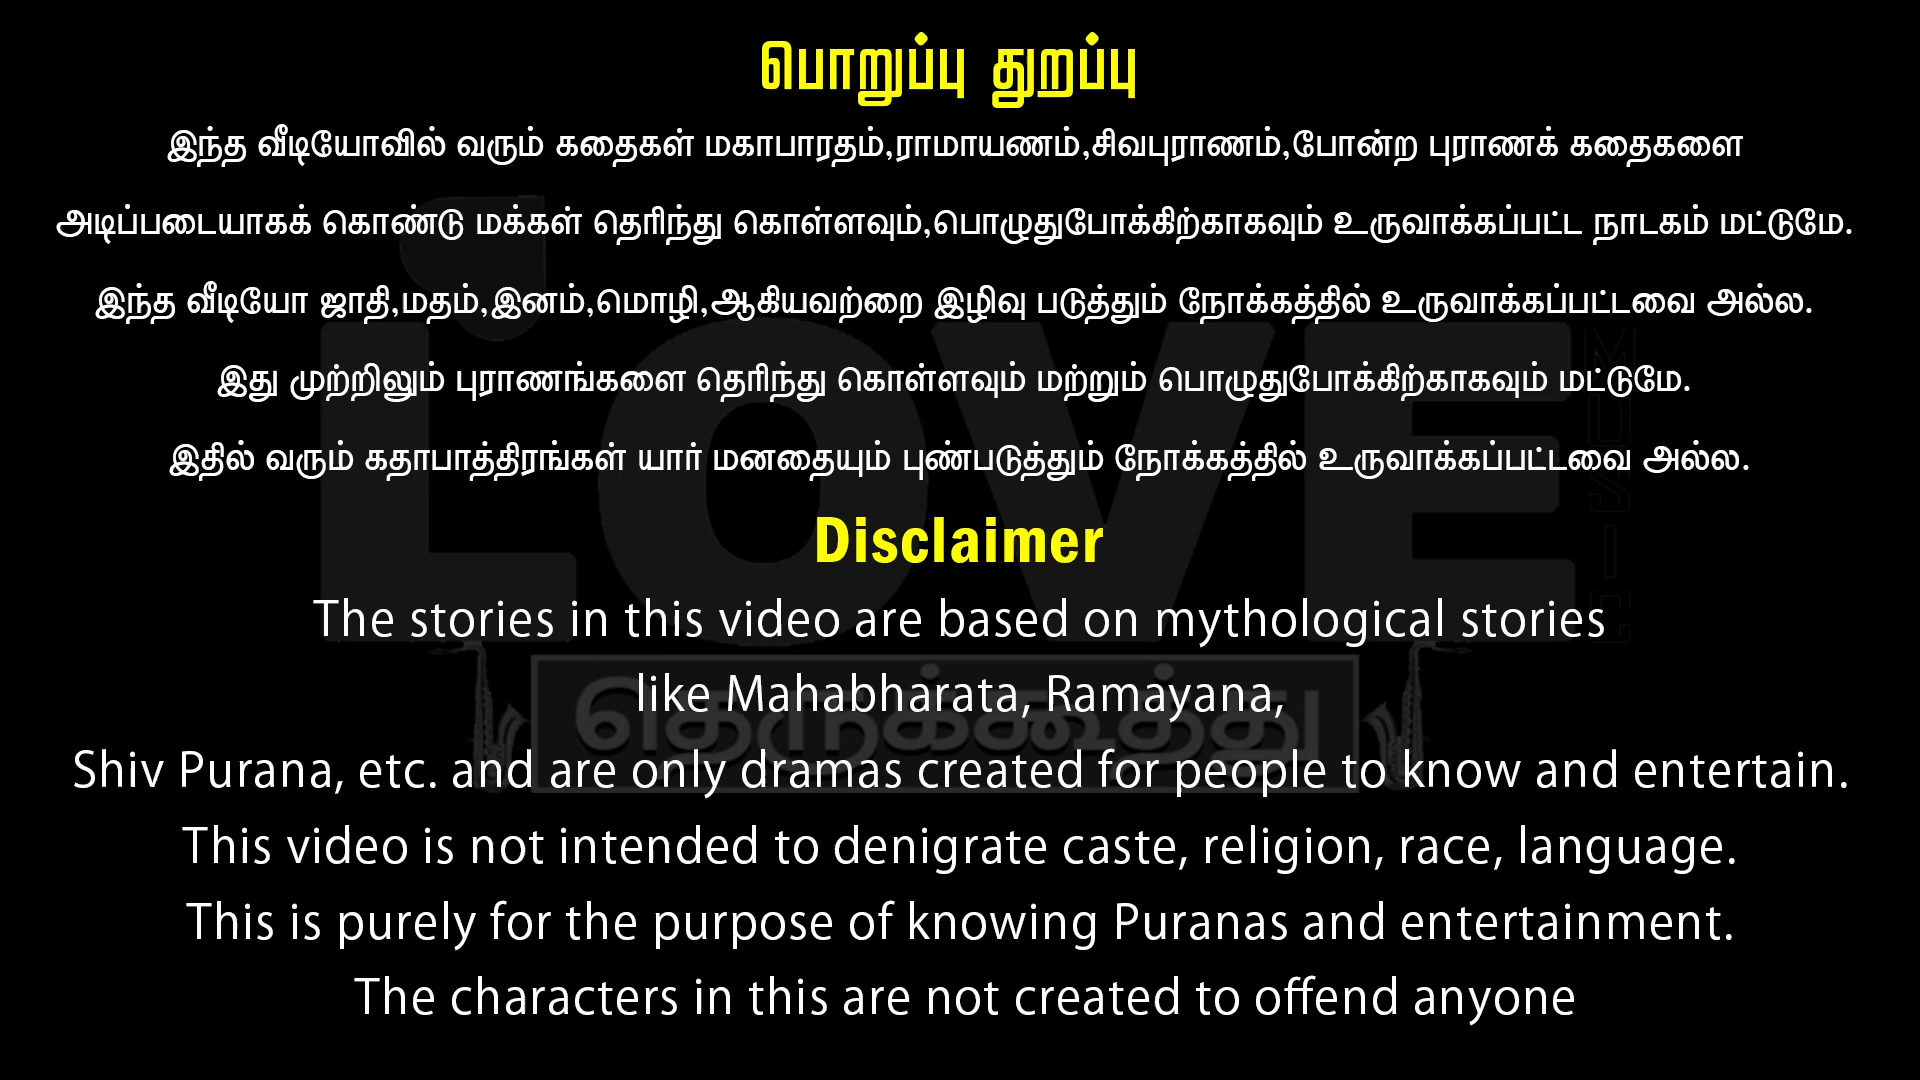 பொறுப்பு துறப்பு
இந்த வீடியோவில் வரும் கதைகள் மகாபாரதம்,ராமாயணம்,சிவபுராணம்,போன்ற புராணக் கதைகளை
அடிப்படையாகக் கொண்டு மக்கள் தெரிந்து கொள்ளவும்,பொழுதுபோக்கிற்காகவும் உருவாக்கப்பட்ட நாடகம் மட்டுமே.
இந்த வீடியோ ஜாதி,மதம்,இனம்,மொழி,ஆகியவற்றை இழிவு படுத்தும் நோக்கத்தில் உருவாக்கப்பட்டவை அல்ல.
இது முற்றிலும் புராணங்களை தெரிந்து கொள்ளவும் மற்றும் பொழுதுபோக்கிற்காகவும் மட்டுமே.
இதில் வரும் கதாபாத்திரங்கள் யார் மனதையும் புண்படுத்தும் நோக்கத்தில் உருவாக்கப்பட்டவை அல்ல.
LOVE
MUSIC
Disclaimer
The stories in this video are based on mythological stories
like Mahabharata, Ramayana,
தெருக்கூத்து
Shiv Purana, etc. and are only dramas created for people to know and entertain.
This video is not intended to denigrate caste, religion, race, language.
This is purely for the purpose of knowing Puranas and entertainment.
The characters in this are not created to offend anyone